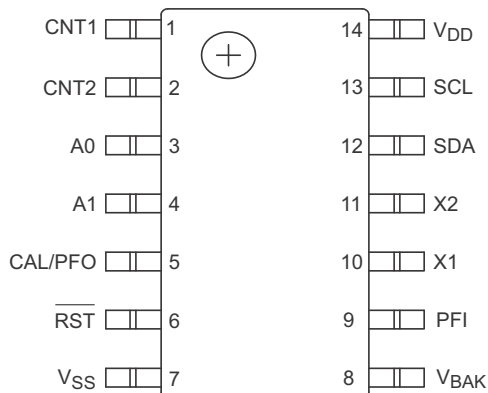 CNT1 1 14 VDD
CNT2 2 13 SCL
A0 3 12 SDA
A1 4 11 X2
CAL/PFO 5 10 X1
RST 6 9 PFI
VSS 7 8 VBAK